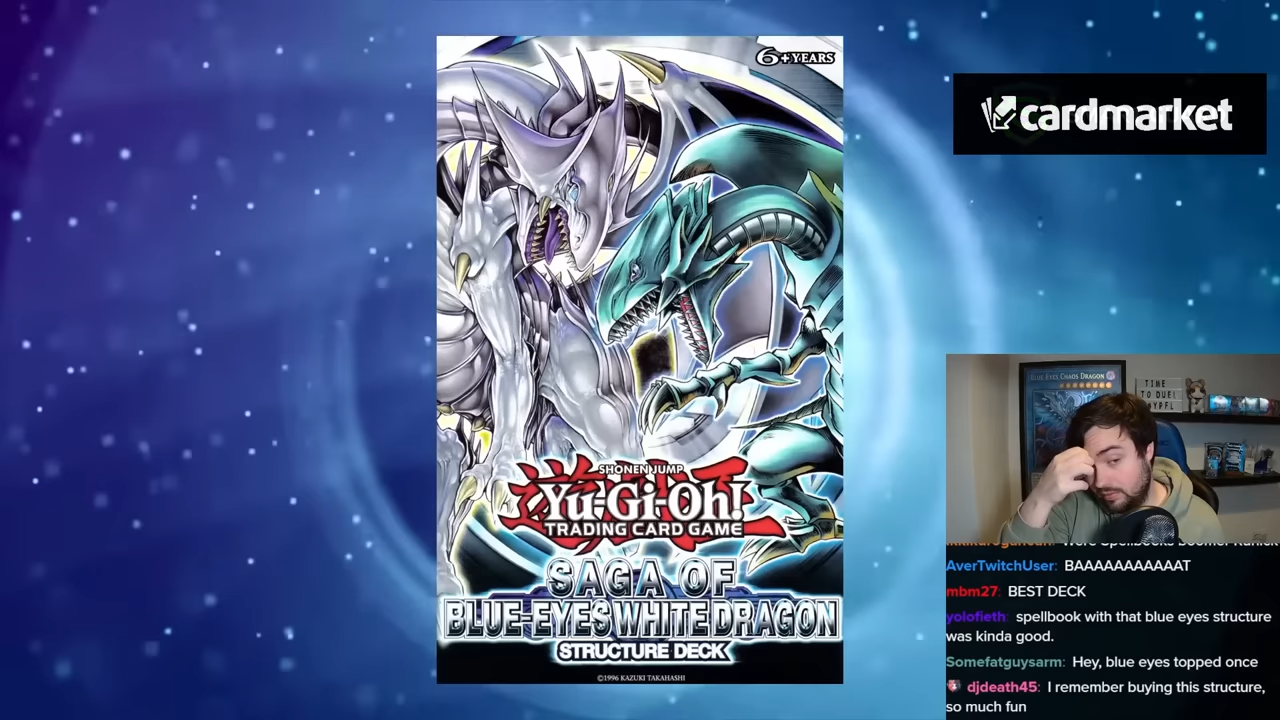 6+YEARS
cardmarket
SHONEN JUMP
Yu-Gi-Oh!
TRADING CARD GAME
SAGA OF
BLUE-EYES WHITE DRAGON
STRUCTURE DECK
©1996 KAZUKI TAKAHASHI
BLUE-EYES CHAOS DRAGON
TIME
TO DUEL
AverTwitchUser: BAAAAAAAAAAAT
mbm27: BEST DECK
yolofieth: spellbook with that blue eyes structure
was kinda good.
Somefatguysarm: Hey, blue eyes topped once
djdeath45: I remember buying this structure,
so much fun